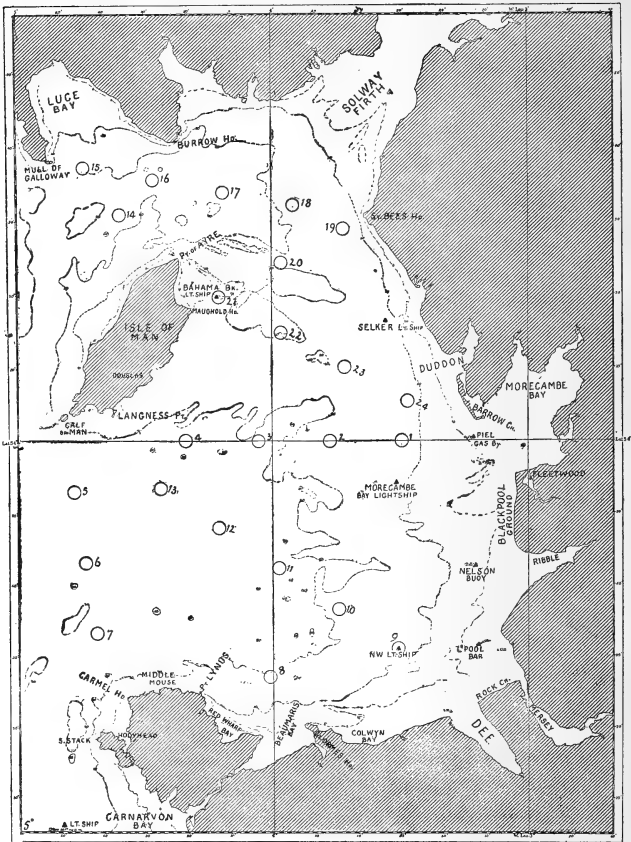 LUCE
BAY
SOLWAY
FIRTH
BURROW Hd.
MULL OF
GALLOWAY
15
16
17
14
18
19
ST BEES Hd.
Pt. OF AYRE
20
BAHAMA BK.
LT. SHIP
21
MAUGHOLD Hd.
ISLE OF
MAN
22
SELKER LT. SHIP
DUDDON
23
DOUGLAS
MORECAMBE
BAY
24
BARROW Ch.
LANGNESS Pt.
CALF
OF MAN
4
3
2
1
PIEL
GAS BY
FLEETWOOD
MORECAMBE
BAY LIGHTSHIP
5
13
BLACKPOOL
GROUND
12
RIBBLE
6
11
NELSON
BUOY
10
7
9
NW LT. SHIP
L'POOL
BAR
Pt. LYNOS
MIDDLE
MOUSE
8
CARMEL Hd.
ROCK CH.
MERSEY
RED WHARF
BAY
BEAUMARIS
BAY
COLWYN
BAY
DEE
S. STACK
HOLYHEAD
CARNARVON
BAY
5°
LT. SHIP